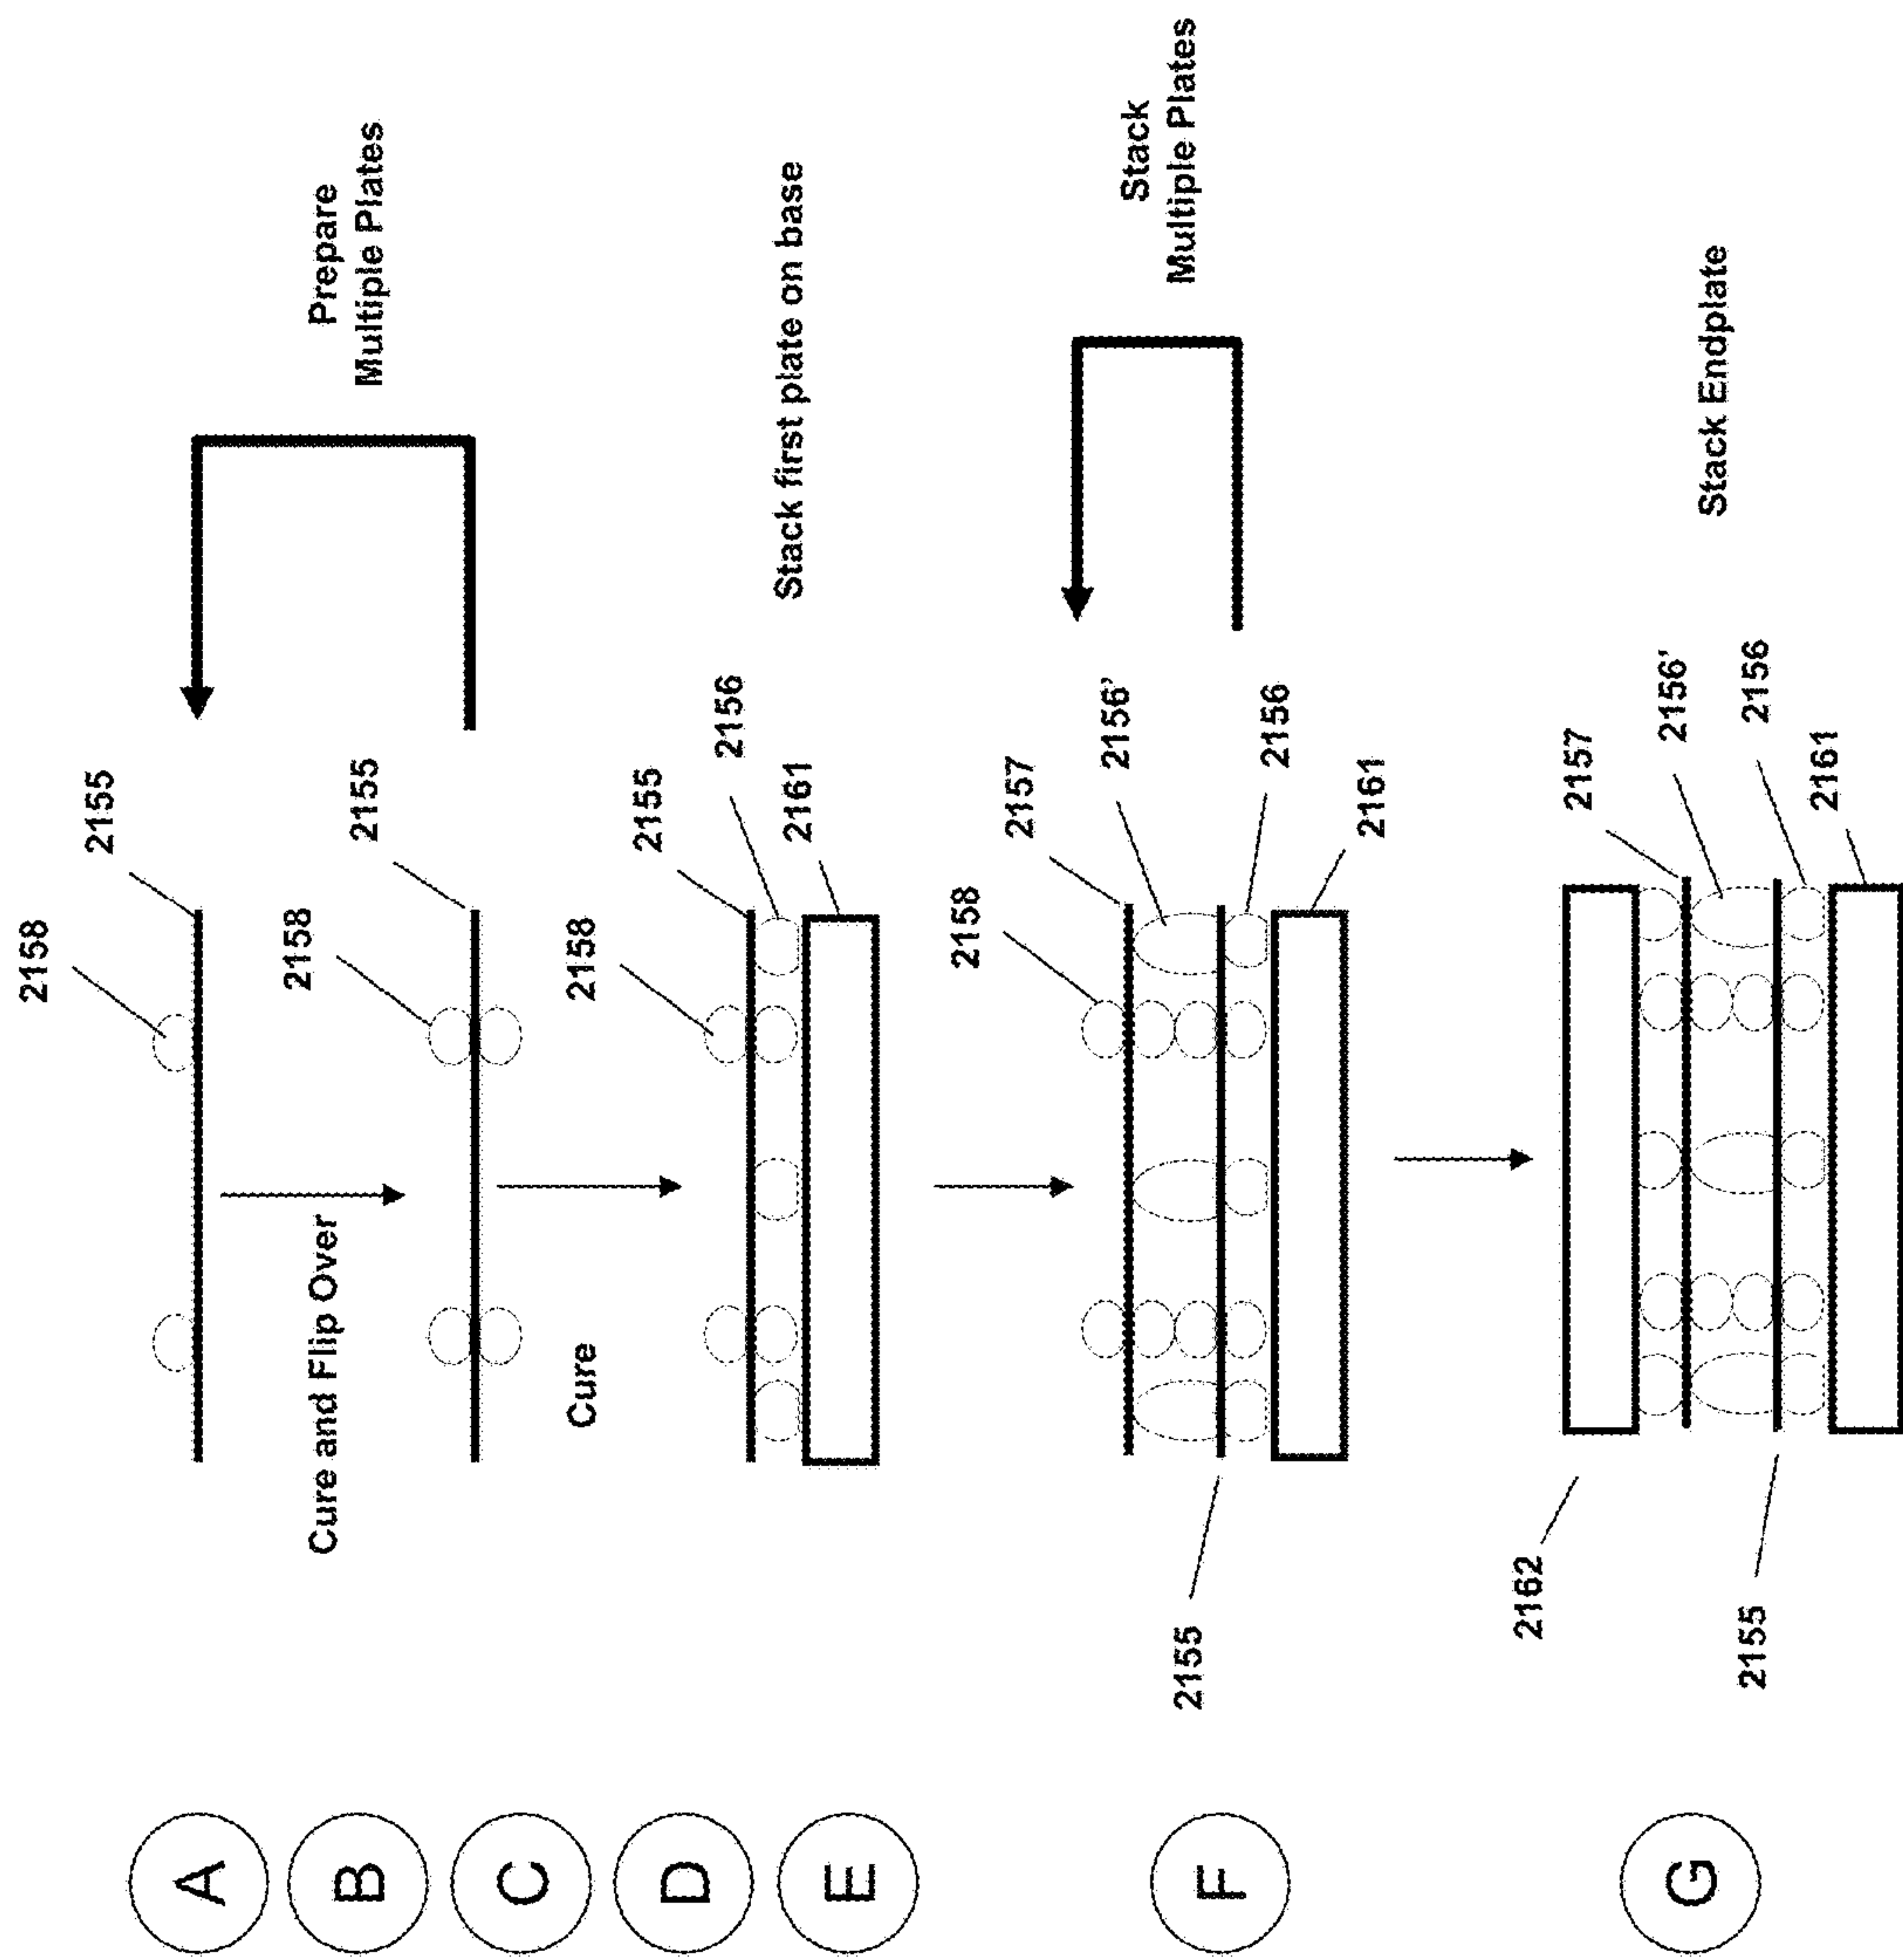 A
2158
2155
Prepare
Multiple Plates
B
Cure and Flip Over
C
2158
2155
D
Cure
E
2158
2155
2156
2161
Stack first plate on base
F
2158
2157
2156'
2156
2161
2155
Stack
Multiple Plates
G
2162
2155
2157
2156'
2156
2161
Stack Endplate